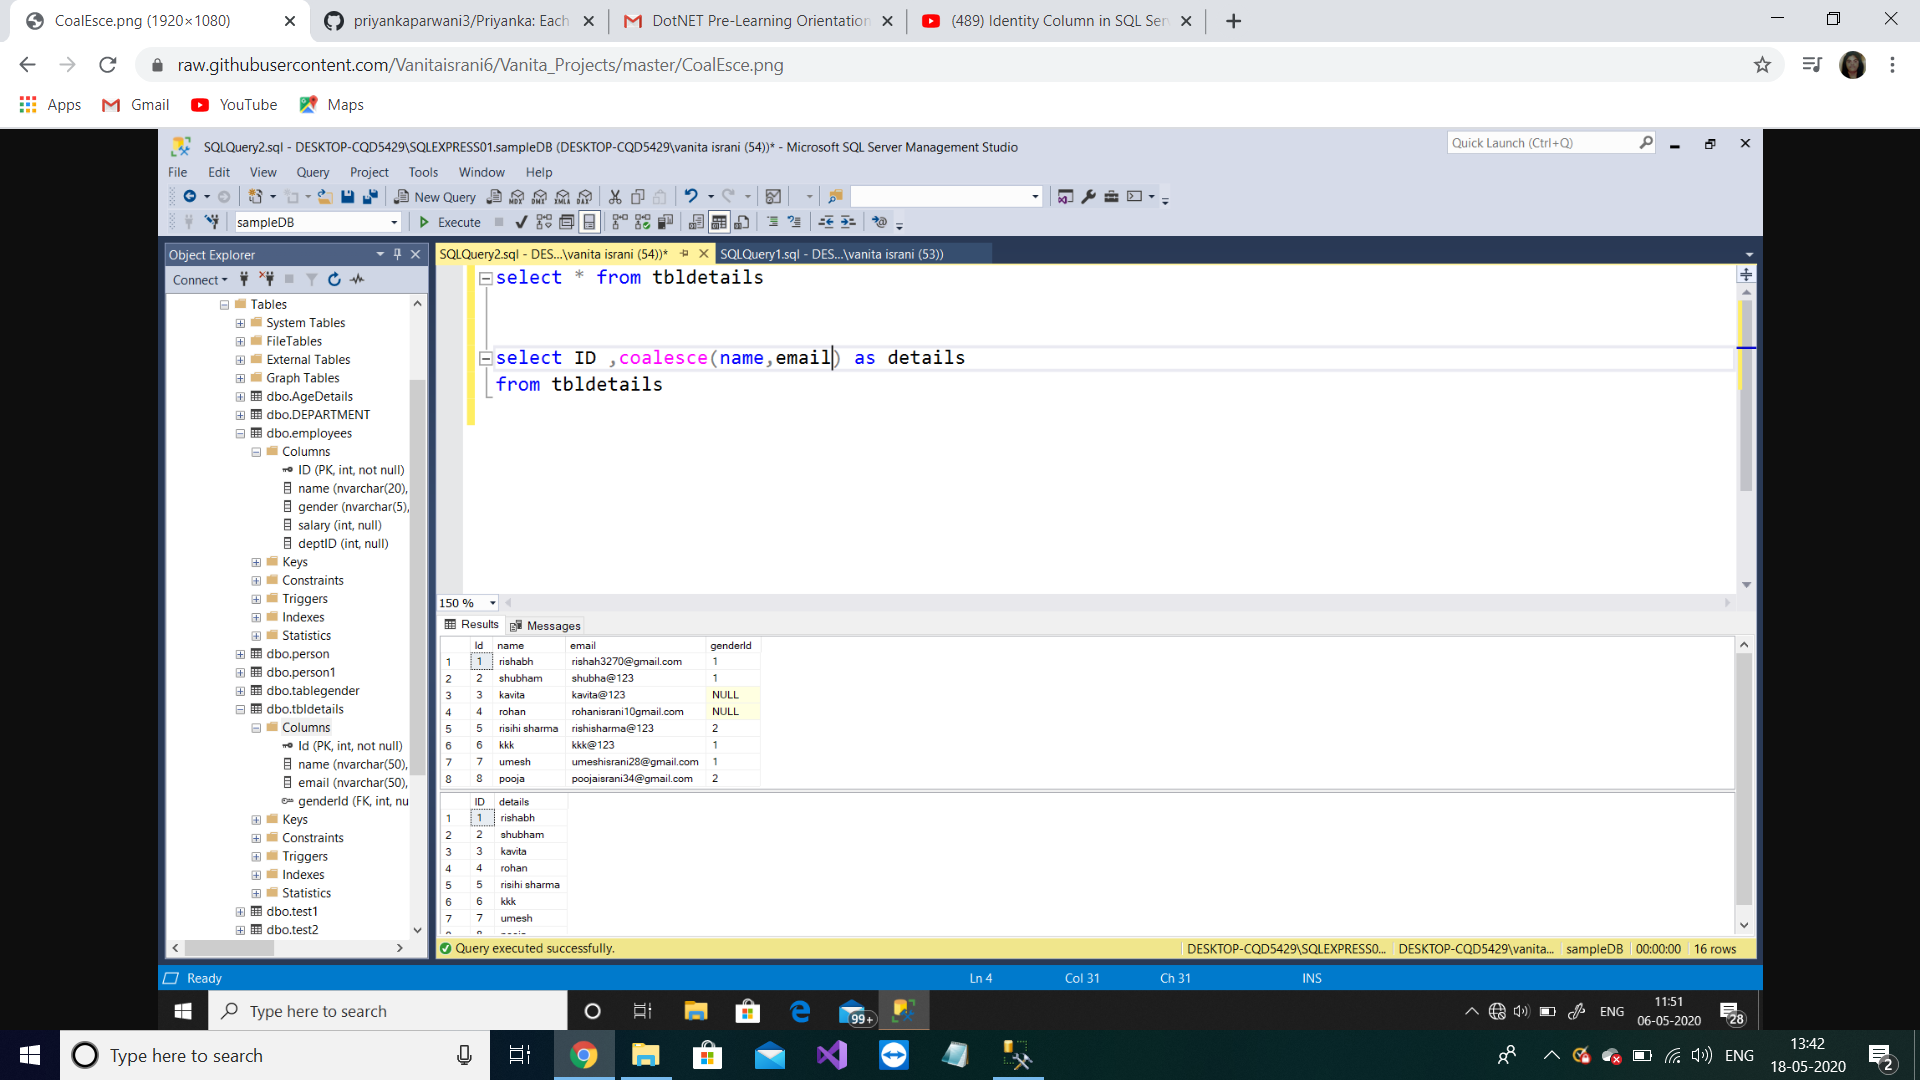 CoalEsce.png (1920×1080)
priyankaparwani3/Priyanka: Each
DotNET Pre-Learning Orientation
(489) Identity Column in SQL Ser
raw.githubusercontent.com/Vanitaisrani6/Vanita_Projects/master/CoalEsce.png
Apps
Gmail
YouTube
Maps
SQLQuery2.sql - DESKTOP-CQD5429\SQLEXPRESS01.sampleDB (DESKTOP-CQD5429\vanita israni (54))* - Microsoft SQL Server Management Studio
Quick Launch (Ctrl+Q)
File Edit View Query Project Tools Window Help
New Query
MDX DMX XMLA DAX
sampleDB
Execute
Object Explorer
SQLQuery2.sql - DES...\vanita israni (54))*
SQLQuery1.sql - DES...\vanita israni (53))
Connect
Tables
System Tables
FileTables
External Tables
Graph Tables
dbo.AgeDetails
dbo.DEPARTMENT
dbo.employees
Columns
ID (PK, int, not null)
name (nvarchar(20),
gender (nvarchar(5),
salary (int, null)
deptID (int, null)
Keys
Constraints
Triggers
Indexes
Statistics
dbo.person
dbo.person1
dbo.tablegender
dbo.tbldetails
Columns
Id (PK, int, not null)
name (nvarchar(50),
email (nvarchar(50),
genderId (FK, int, nu
Keys
Constraints
Triggers
Indexes
Statistics
dbo.test1
dbo.test2
select * from tbldetails
select ID ,coalesce(name,email) as details
from tbldetails
150 %
Results
Messages
Id name email genderId
1 1 rishabh rishah3270@gmail.com 1
2 2 shubham shubha@123 1
3 3 kavita kavita@123 NULL
4 4 rohan rohanisrani10gmail.com NULL
5 5 risihi sharma rishisharma@123 2
6 6 kkk kkk@123 1
7 7 umesh umeshisrani28@gmail.com 1
8 8 pooja poojaisrani34@gmail.com 2
ID details
1 1 rishabh
2 2 shubham
3 3 kavita
4 4 rohan
5 5 risihi sharma
6 6 kkk
7 7 umesh
Query executed successfully.
DESKTOP-CQD5429\SQLEXPRESS0...
DESKTOP-CQD5429\vanita...
sampleDB
00:00:00
16 rows
Ready
Ln 4
Col 31
Ch 31
INS
Type here to search
99+
ENG
11:51
06-05-2020
28
Type here to search
ENG
13:42
18-05-2020
2